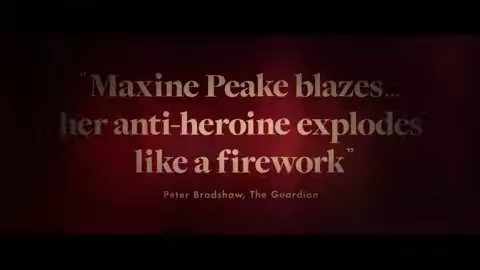 “Maxine Peake blazes...
her anti-heroine explodes
like a firework”
Peter Bradshaw, The Guardian